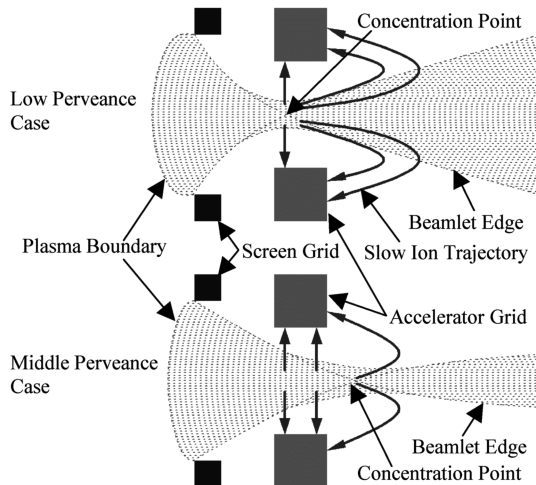 Concentration Point
Low Perveance
Case
Beamlet Edge
Plasma Boundary
Screen Grid
Slow Ion Trajectory
Accelerator Grid
Middle Perveance
Case
Beamlet Edge
Concentration Point